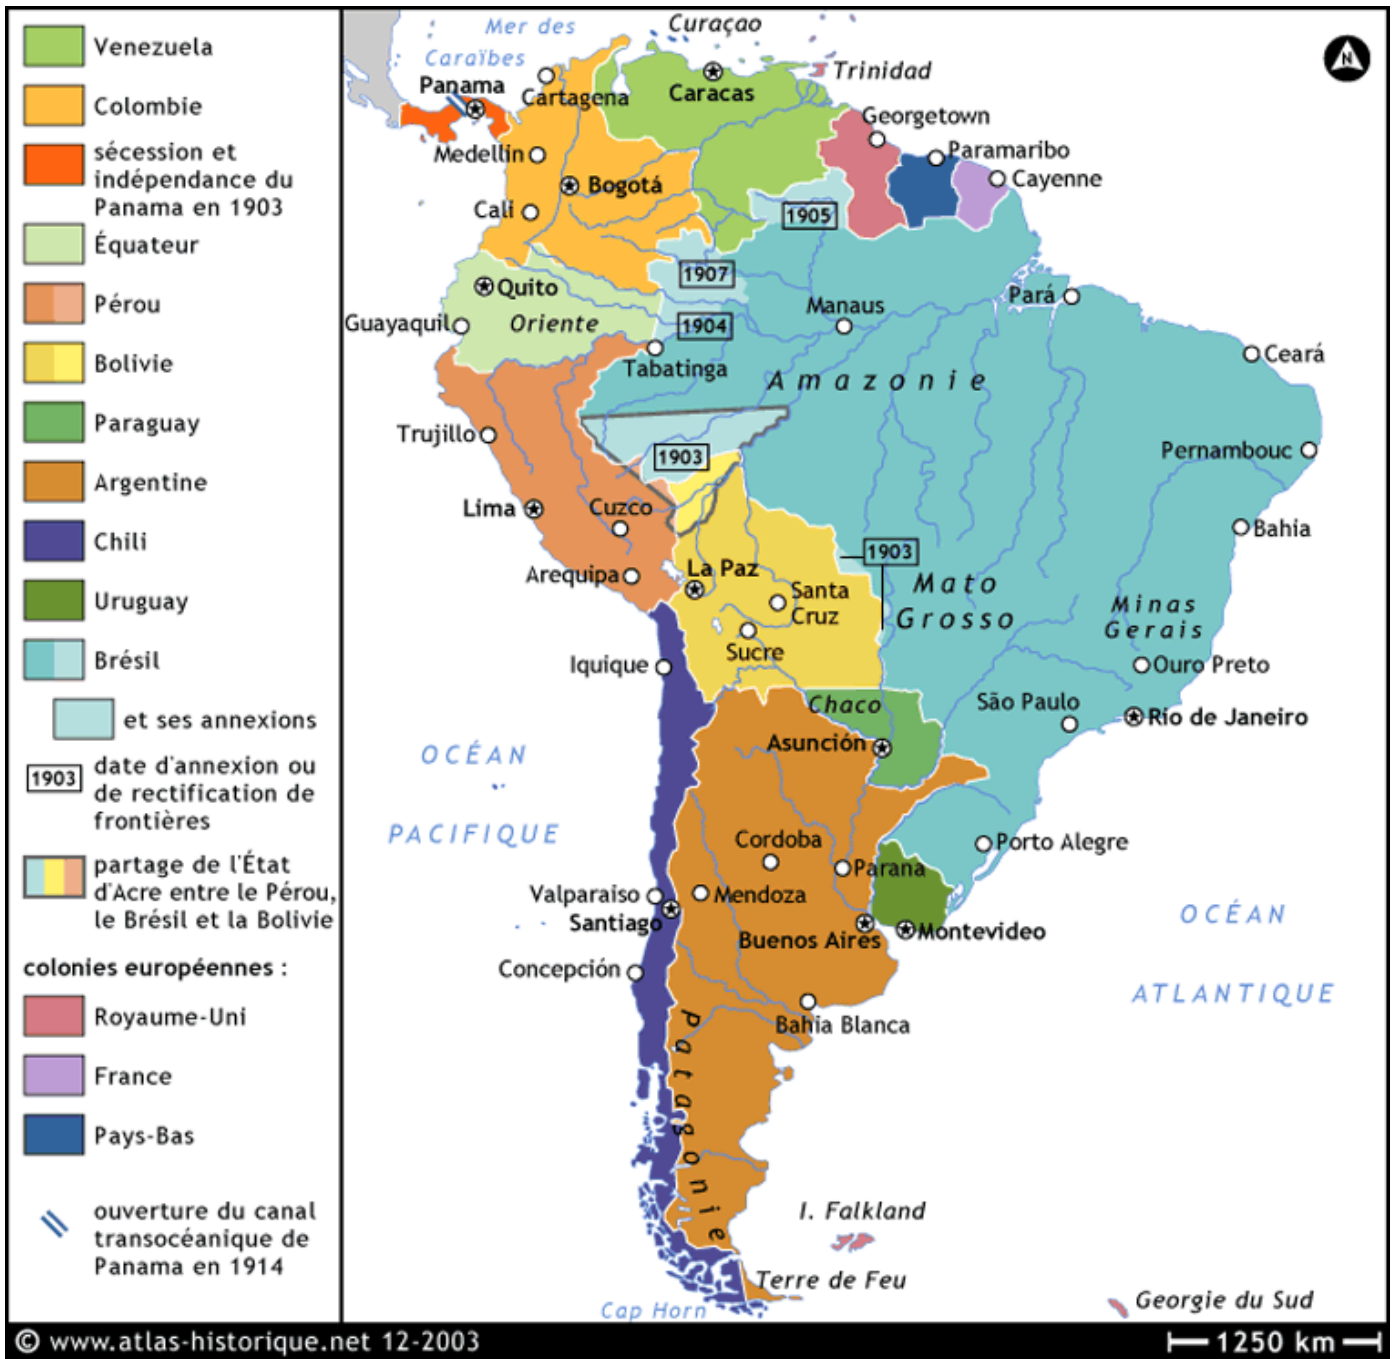 Venezuela
Colombie
sécession et
indépendance du
Panama en 1903
Équateur
Pérou
Bolivie
Paraguay
Argentine
Chili
Uruguay
Brésil
et ses annexions
1903
date d'annexion ou
de rectification de
frontières
partage de l'État
d'Acre entre le Pérou,
le Brésil et la Bolivie
colonies européennes :
Royaume-Uni
France
Pays-Bas
ouverture du canal
transocéanique de
Panama en 1914
Mer des
Caraïbes
Curaçao
N
Trinidad
Panama
Cartagena
Caracas
Georgetown
Medellin
Paramaribo
Bogotá
Cayenne
Cali
1905
1907
Quito
Pará
Manaus
Guayaquil
Oriente
1904
Ceará
Tabatinga
Amazonie
Trujillo
1903
Pernambouc
Lima
Cuzco
Bahia
1903
La Paz
Arequipa
Mato
Grosso
Santa
Cruz
Minas
Gerais
Sucre
Iquique
Ouro Preto
Chaco
São Paulo
Rio de Janeiro
Asunción
OCÉAN
PACIFIQUE
Cordoba
Porto Alegre
Parana
Valparaiso
Mendoza
Santiago
OCÉAN
ATLANTIQUE
Buenos Aires
Montevideo
Concepción
Bahia Blanca
Patagonie
I. Falkland
Terre de Feu
Cap Horn
Georgie du Sud
© www.atlas-historique.net 12-2003
1250 km